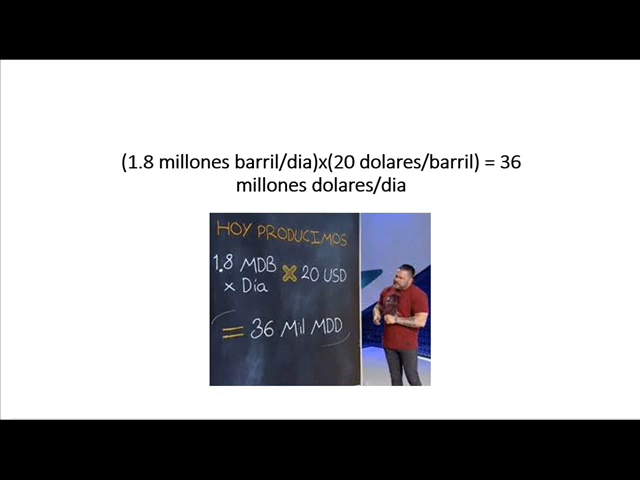 (1.8 millones barril/dia)x(20 dolares/barril) = 36
millones dolares/dia
HOY PRODUCIMOS
1.8 MDB x 20 USD
x Día
= 36 Mil MDD